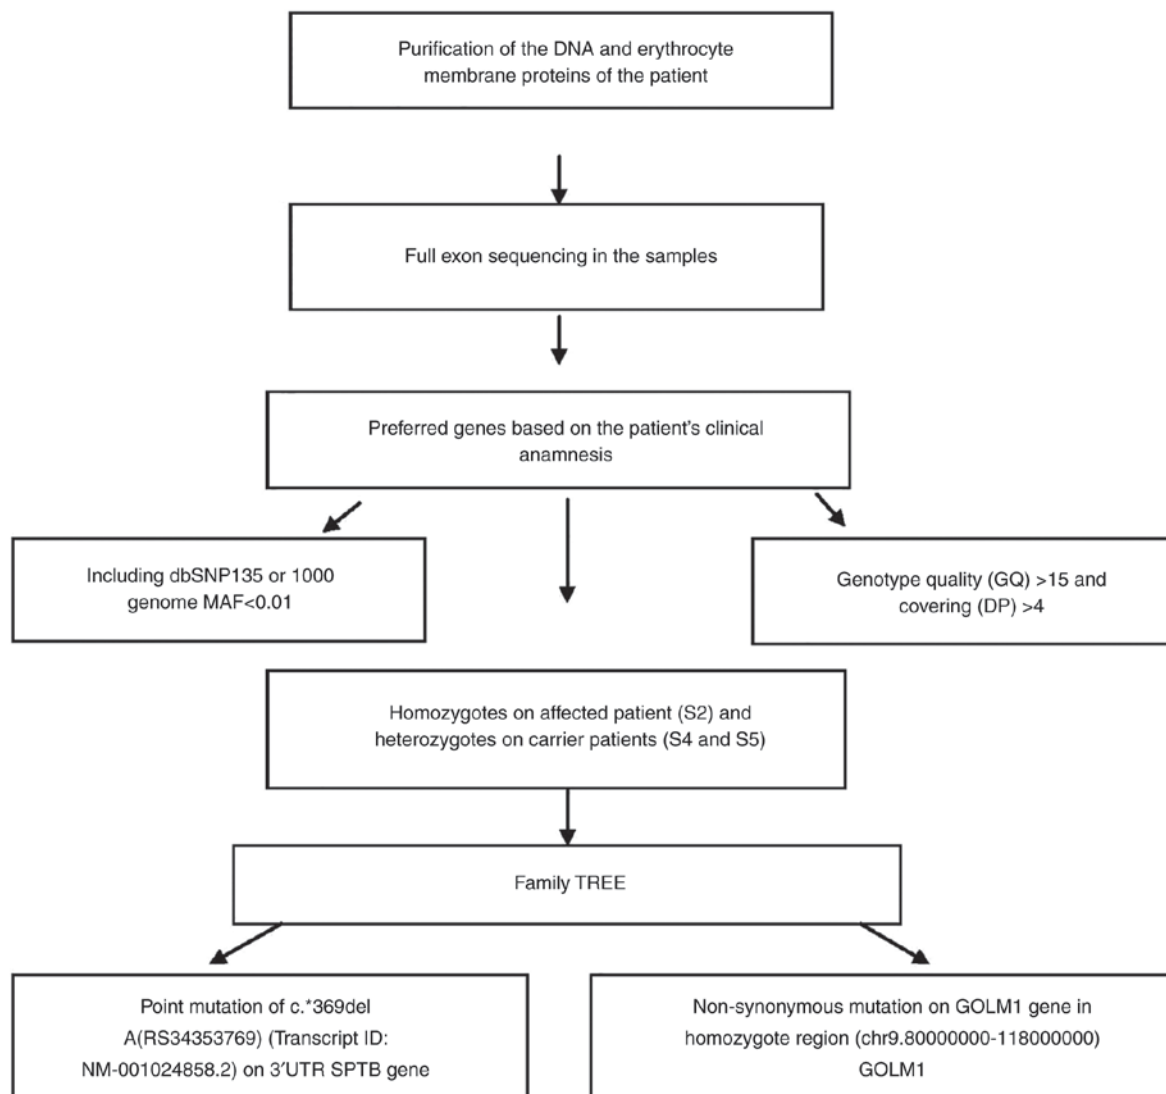 Purification of the DNA and erythrocyte
membrane proteins of the patient
Full exon sequencing in the samples
Preferred genes based on the patient's clinical
anamnesis
Including dbSNP135 or 1000
genome MAF<0.01
Genotype quality (GQ) >15 and
covering (DP) >4
Homozygotes on affected patient (S2) and
heterozygotes on carrier patients (S4 and S5)
Family TREE
Point mutation of c.*369del
A(RS34353769) (Transcript ID:
NM-001024858.2) on 3′UTR SPTB gene
Non-synonymous mutation on GOLM1 gene in
homozygote region (chr9.80000000-118000000)
GOLM1